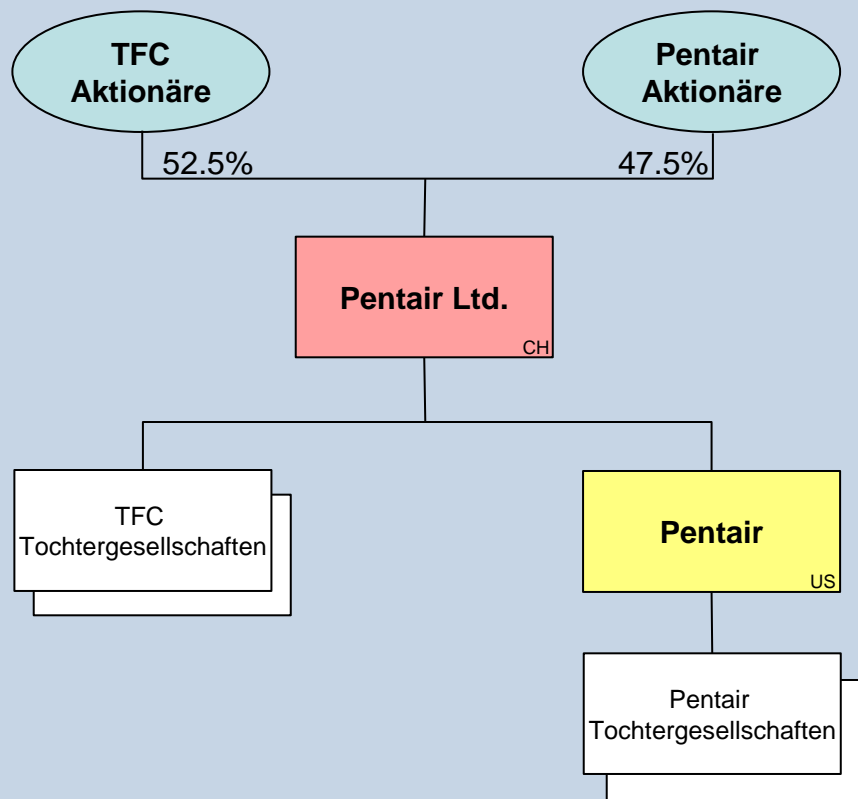 TFC
Aktionäre
Pentair
Aktionäre
52.5%
47.5%
Pentair Ltd.
CH
TFC
Tochtergesellschaften
Pentair
US
Pentair
Tochtergesellschaften